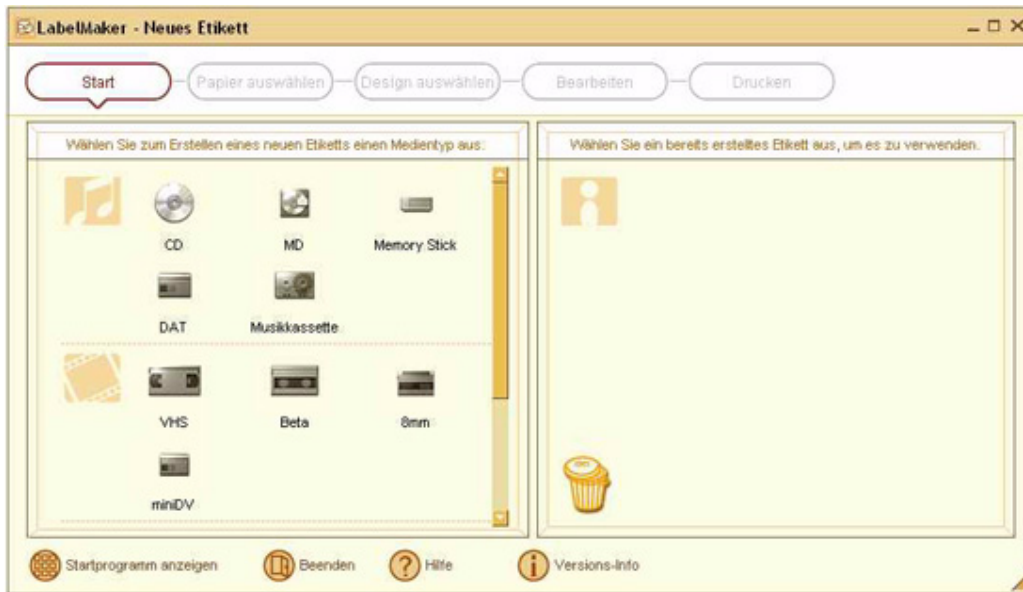 LabelMaker - Neues Etikett
Start
Papier auswählen
Design auswählen
Bearbeiten
Drucken
Wählen Sie zum Erstellen eines neuen Etiketts einen Medientyp aus.
CD
MD
Memory Stick
DAT
Musikkassette
VHS
Beta
8mm
miniDV
Wählen Sie ein bereits erstelltes Etikett aus, um es zu verwenden.
Startprogramm anzeigen
Beenden
? Hilfe
i Versions-Info